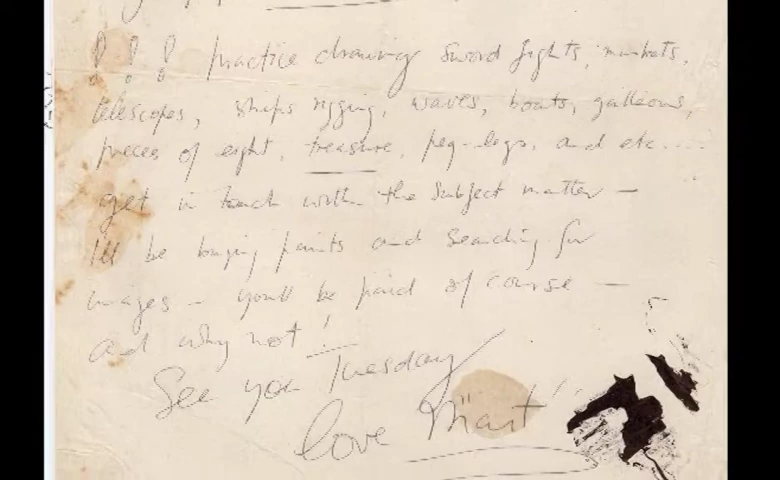 ! ! ! practice drawing sword fights, muskets,
telescopes, ships rigging, waves, boats, galleons,
pieces of eight, treasure, peg-legs, and etc....
get in touch with the subject matter —
I'll be buying paints and searching for
images — you'll be paid of course —
and why not!
See you Tuesday
love